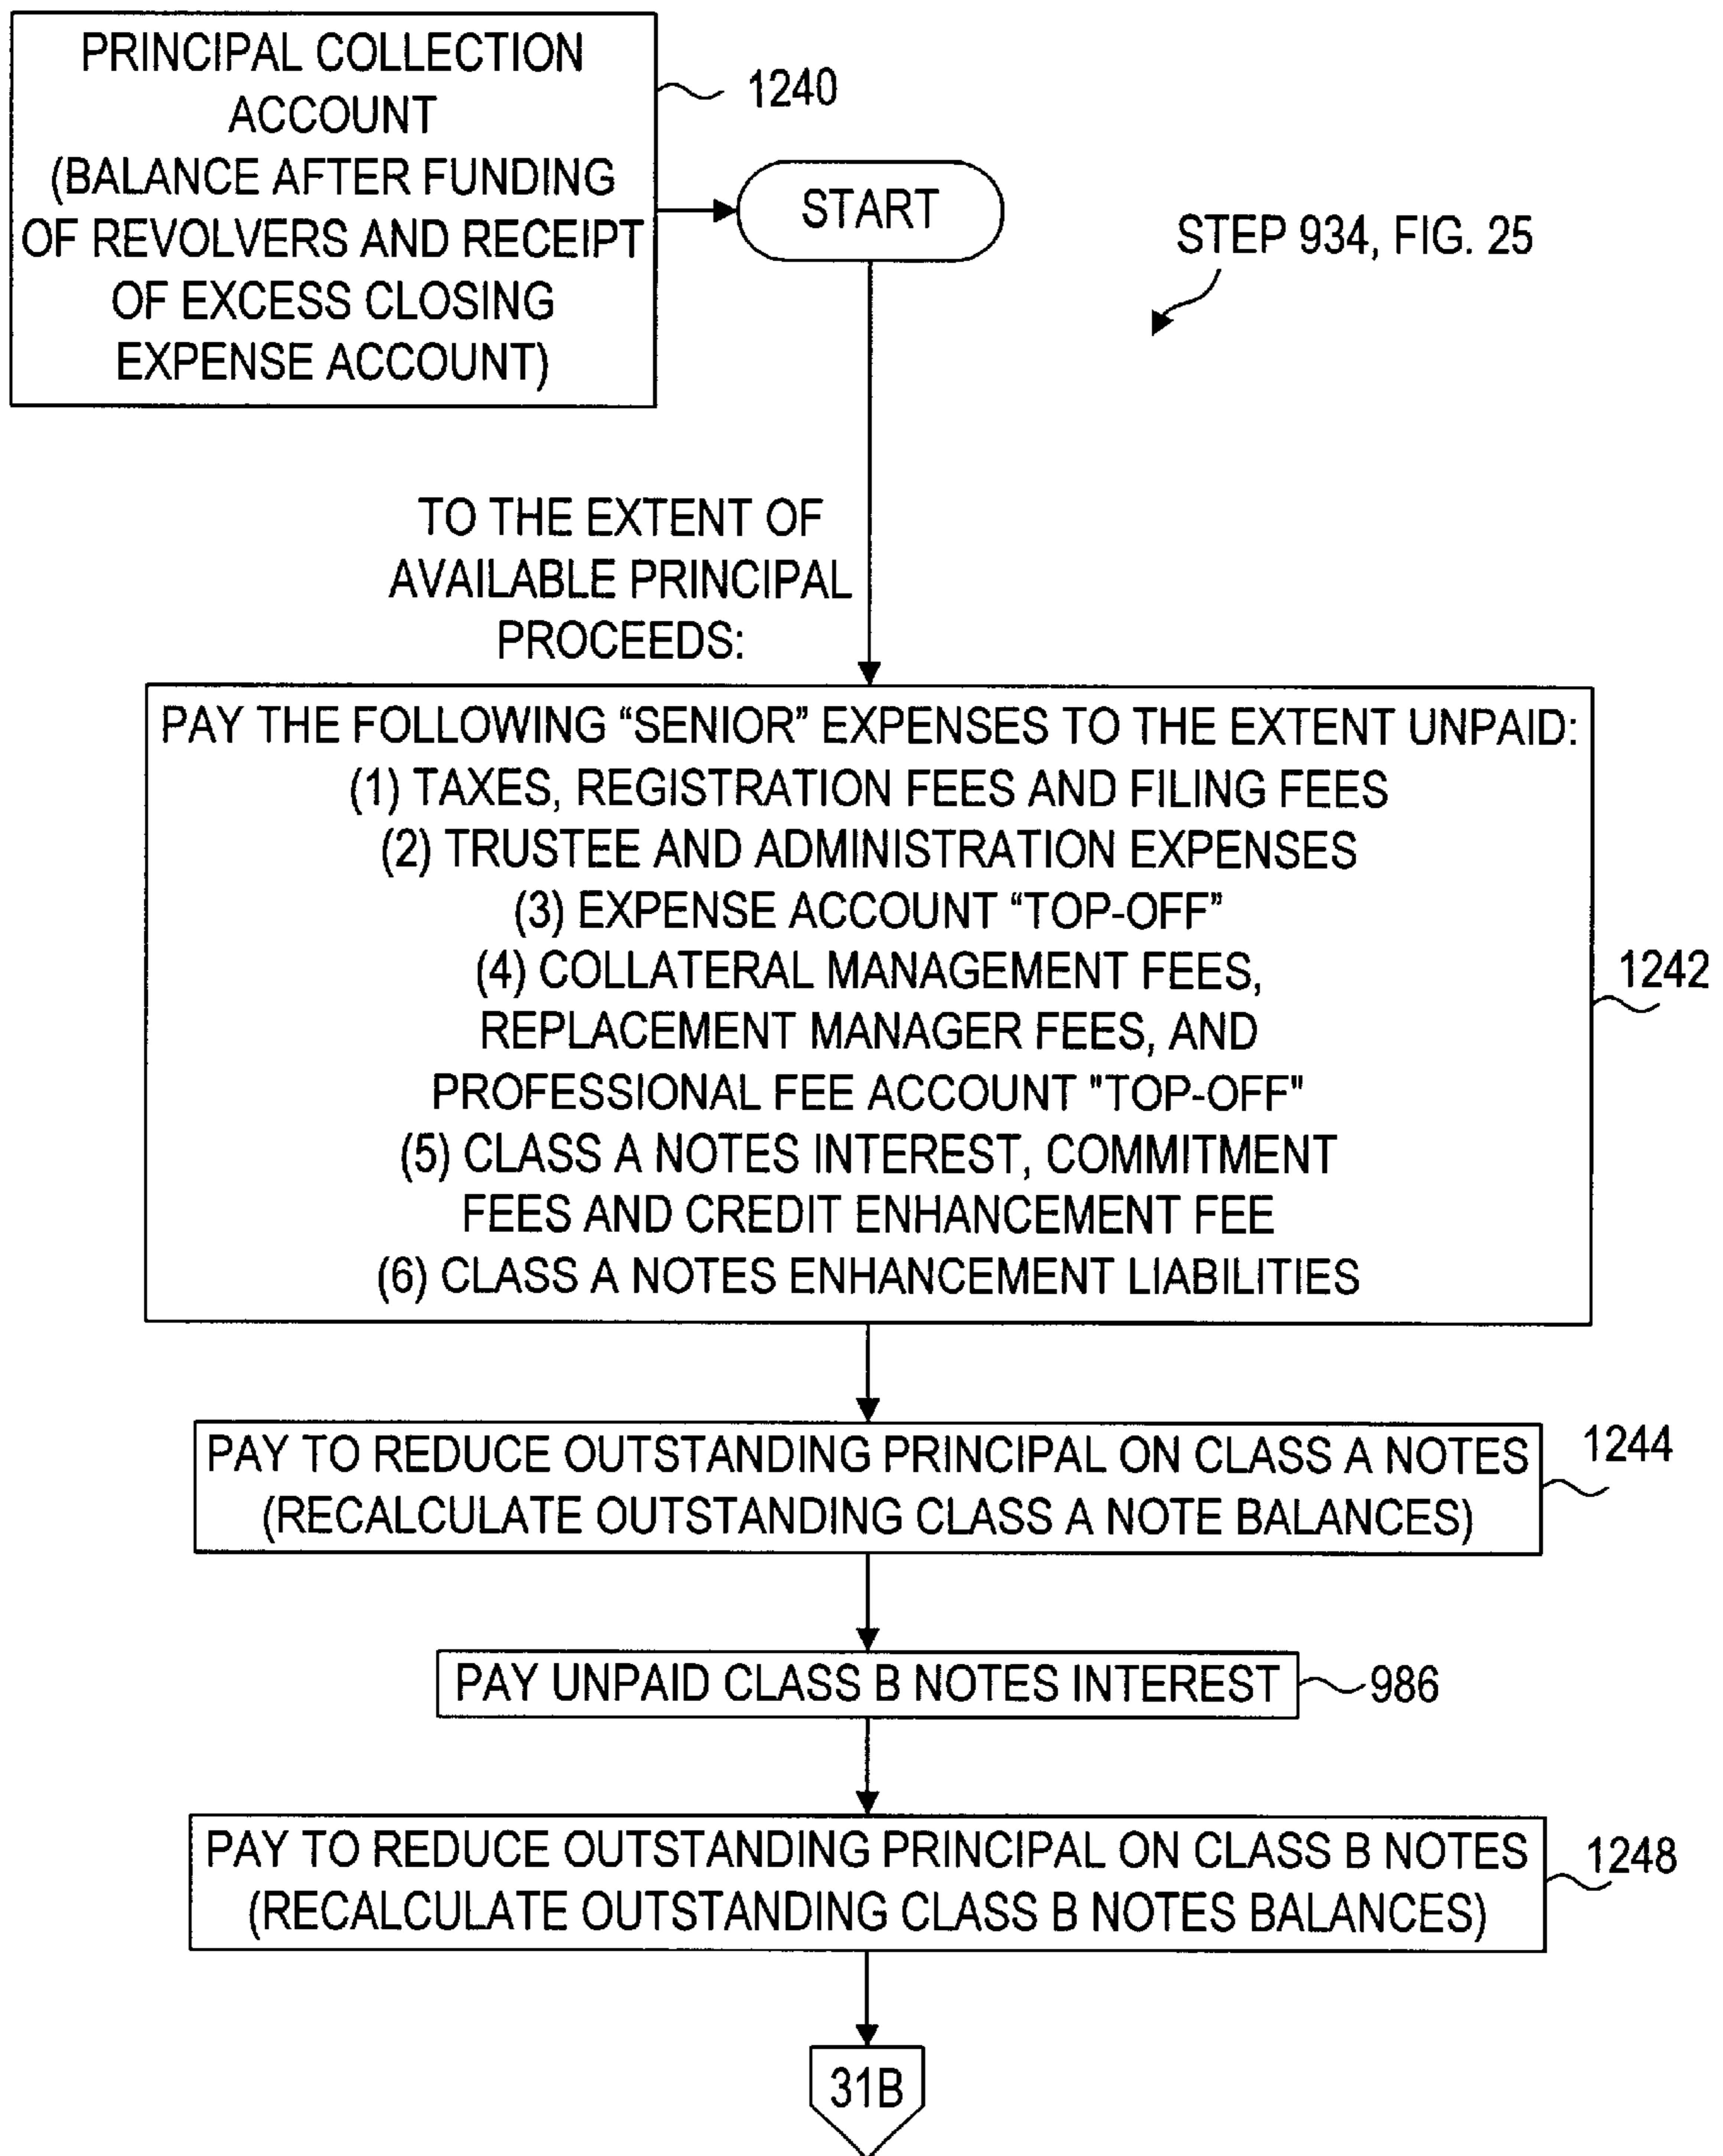 PRINCIPAL COLLECTION
ACCOUNT
(BALANCE AFTER FUNDING
OF REVOLVERS AND RECEIPT
OF EXCESS CLOSING
EXPENSE ACCOUNT)
1240
START
STEP 934, FIG. 25
TO THE EXTENT OF
AVAILABLE PRINCIPAL
PROCEEDS:
PAY THE FOLLOWING “SENIOR” EXPENSES TO THE EXTENT UNPAID:
(1) TAXES, REGISTRATION FEES AND FILING FEES
(2) TRUSTEE AND ADMINISTRATION EXPENSES
(3) EXPENSE ACCOUNT “TOP-OFF”
(4) COLLATERAL MANAGEMENT FEES,
REPLACEMENT MANAGER FEES, AND
PROFESSIONAL FEE ACCOUNT "TOP-OFF"
(5) CLASS A NOTES INTEREST, COMMITMENT
FEES AND CREDIT ENHANCEMENT FEE
(6) CLASS A NOTES ENHANCEMENT LIABILITIES
1242
PAY TO REDUCE OUTSTANDING PRINCIPAL ON CLASS A NOTES
(RECALCULATE OUTSTANDING CLASS A NOTE BALANCES)
1244
PAY UNPAID CLASS B NOTES INTEREST
986
PAY TO REDUCE OUTSTANDING PRINCIPAL ON CLASS B NOTES
(RECALCULATE OUTSTANDING CLASS B NOTES BALANCES)
1248
31B